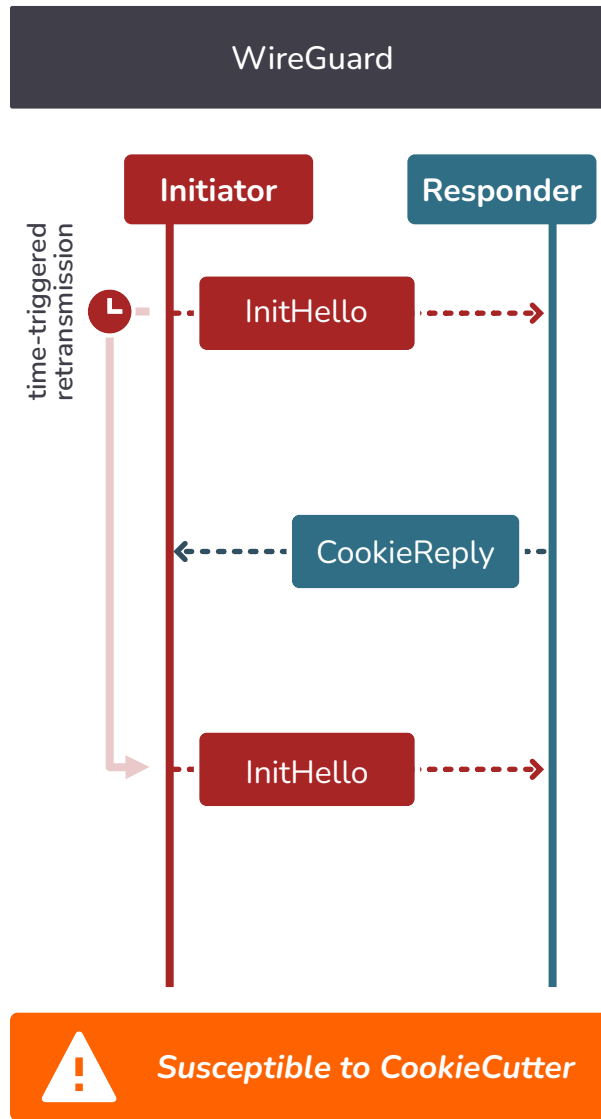 WireGuard
Initiator
Responder
time-triggered
retransmission
InitHello
CookieReply
InitHello
Susceptible to CookieCutter